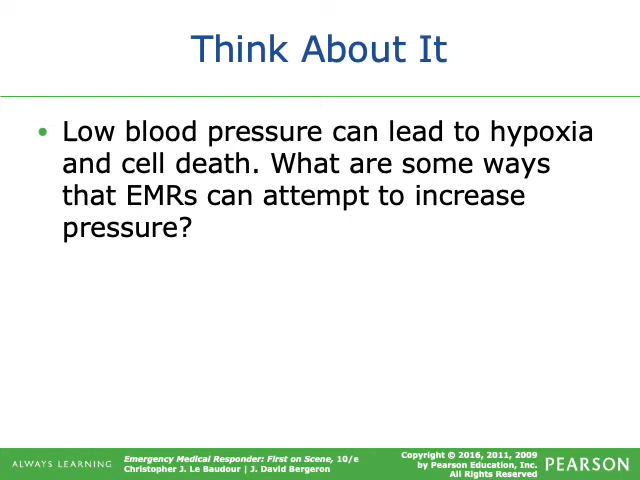 Think About It
• Low blood pressure can lead to hypoxia
and cell death. What are some ways
that EMRs can attempt to increase
pressure?
ALWAYS LEARNING
Emergency Medical Responder: First on Scene, 10/e
Christopher J. Le Baudour | J. David Bergeron
Copyright © 2016, 2011, 2009
by Pearson Education, Inc.
All Rights Reserved
PEARSON